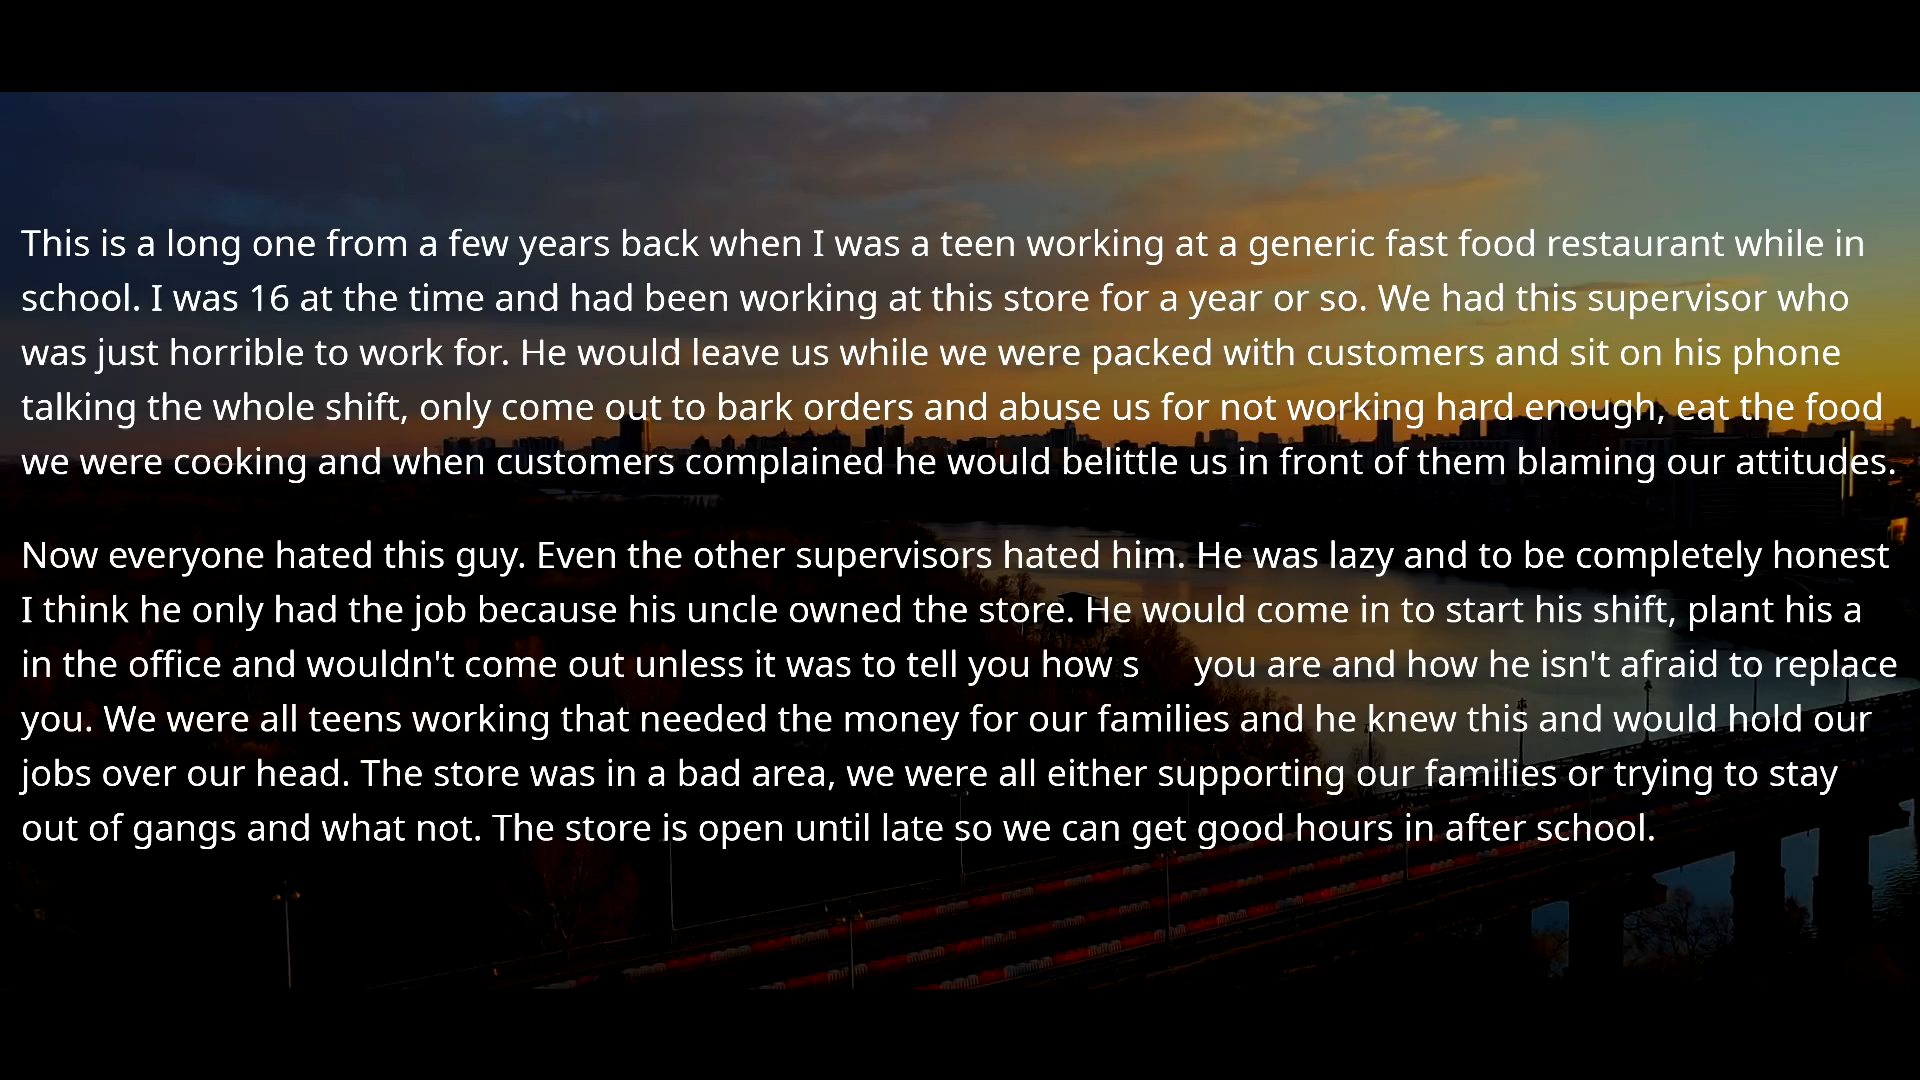 This is a long one from a few years back when I was a teen working at a generic fast food restaurant while in
school. I was 16 at the time and had been working at this store for a year or so. We had this supervisor who
was just horrible to work for. He would leave us while we were packed with customers and sit on his phone
talking the whole shift, only come out to bark orders and abuse us for not working hard enough, eat the food
we were cooking and when customers complained he would belittle us in front of them blaming our attitudes.
Now everyone hated this guy. Even the other supervisors hated him. He was lazy and to be completely honest
I think he only had the job because his uncle owned the store. He would come in to start his shift, plant his a
in the office and wouldn't come out unless it was to tell you how s you are and how he isn't afraid to replace
you. We were all teens working that needed the money for our families and he knew this and would hold our
jobs over our head. The store was in a bad area, we were all either supporting our families or trying to stay
out of gangs and what not. The store is open until late so we can get good hours in after school.